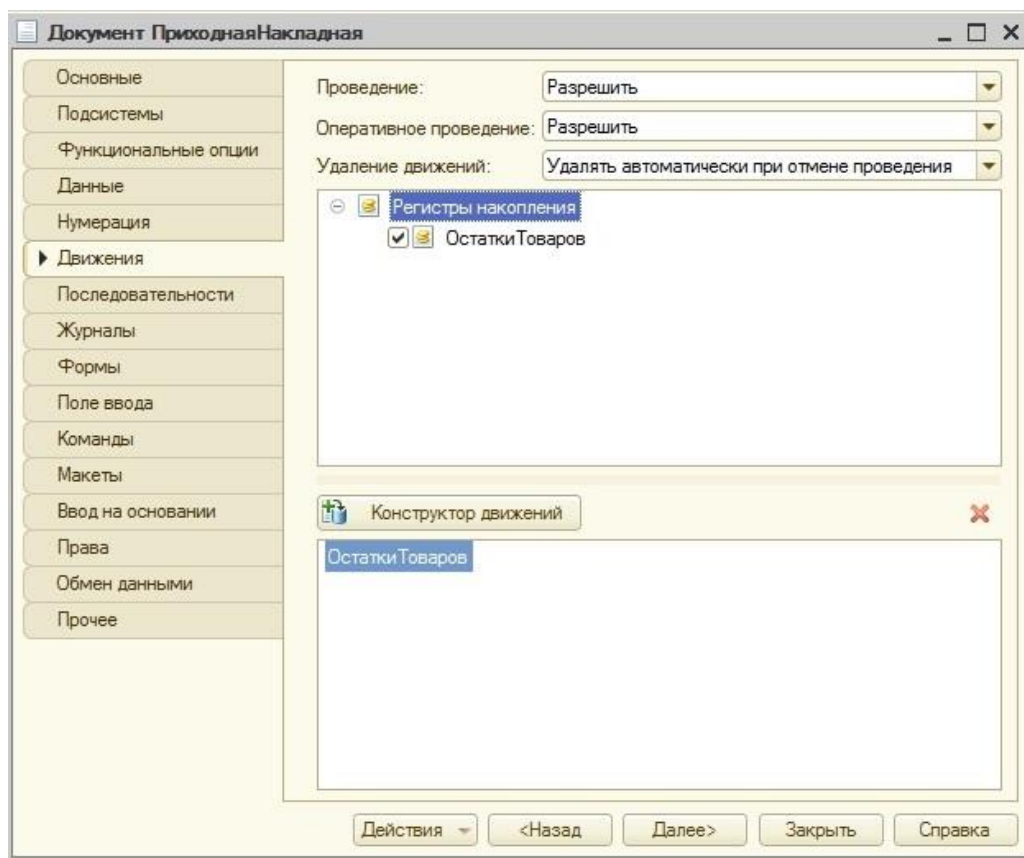 Документ ПриходнаяНакладная
Основные
Подсистемы
Функциональные опции
Данные
Нумерация
Движения
Последовательности
Журналы
Формы
Поле ввода
Команды
Макеты
Ввод на основании
Права
Обмен данными
Прочее
Проведение: Разрешить
Оперативное проведение: Разрешить
Удаление движений: Удалять автоматически при отмене проведения
Регистры накопления
ОстаткиТоваров
Конструктор движений
ОстаткиТоваров
Действия <Назад Далее> Закрыть Справка